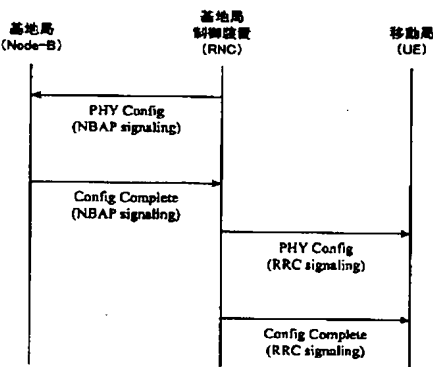 基地局
(Node-B)
基地局
制御装置
(RNC)
移動局
(UE)
PHY Config
(NBAP signaling)
Config Complete
(NBAP signaling)
PHY Config
(RRC signaling)
Config Complete
(RRC signaling)